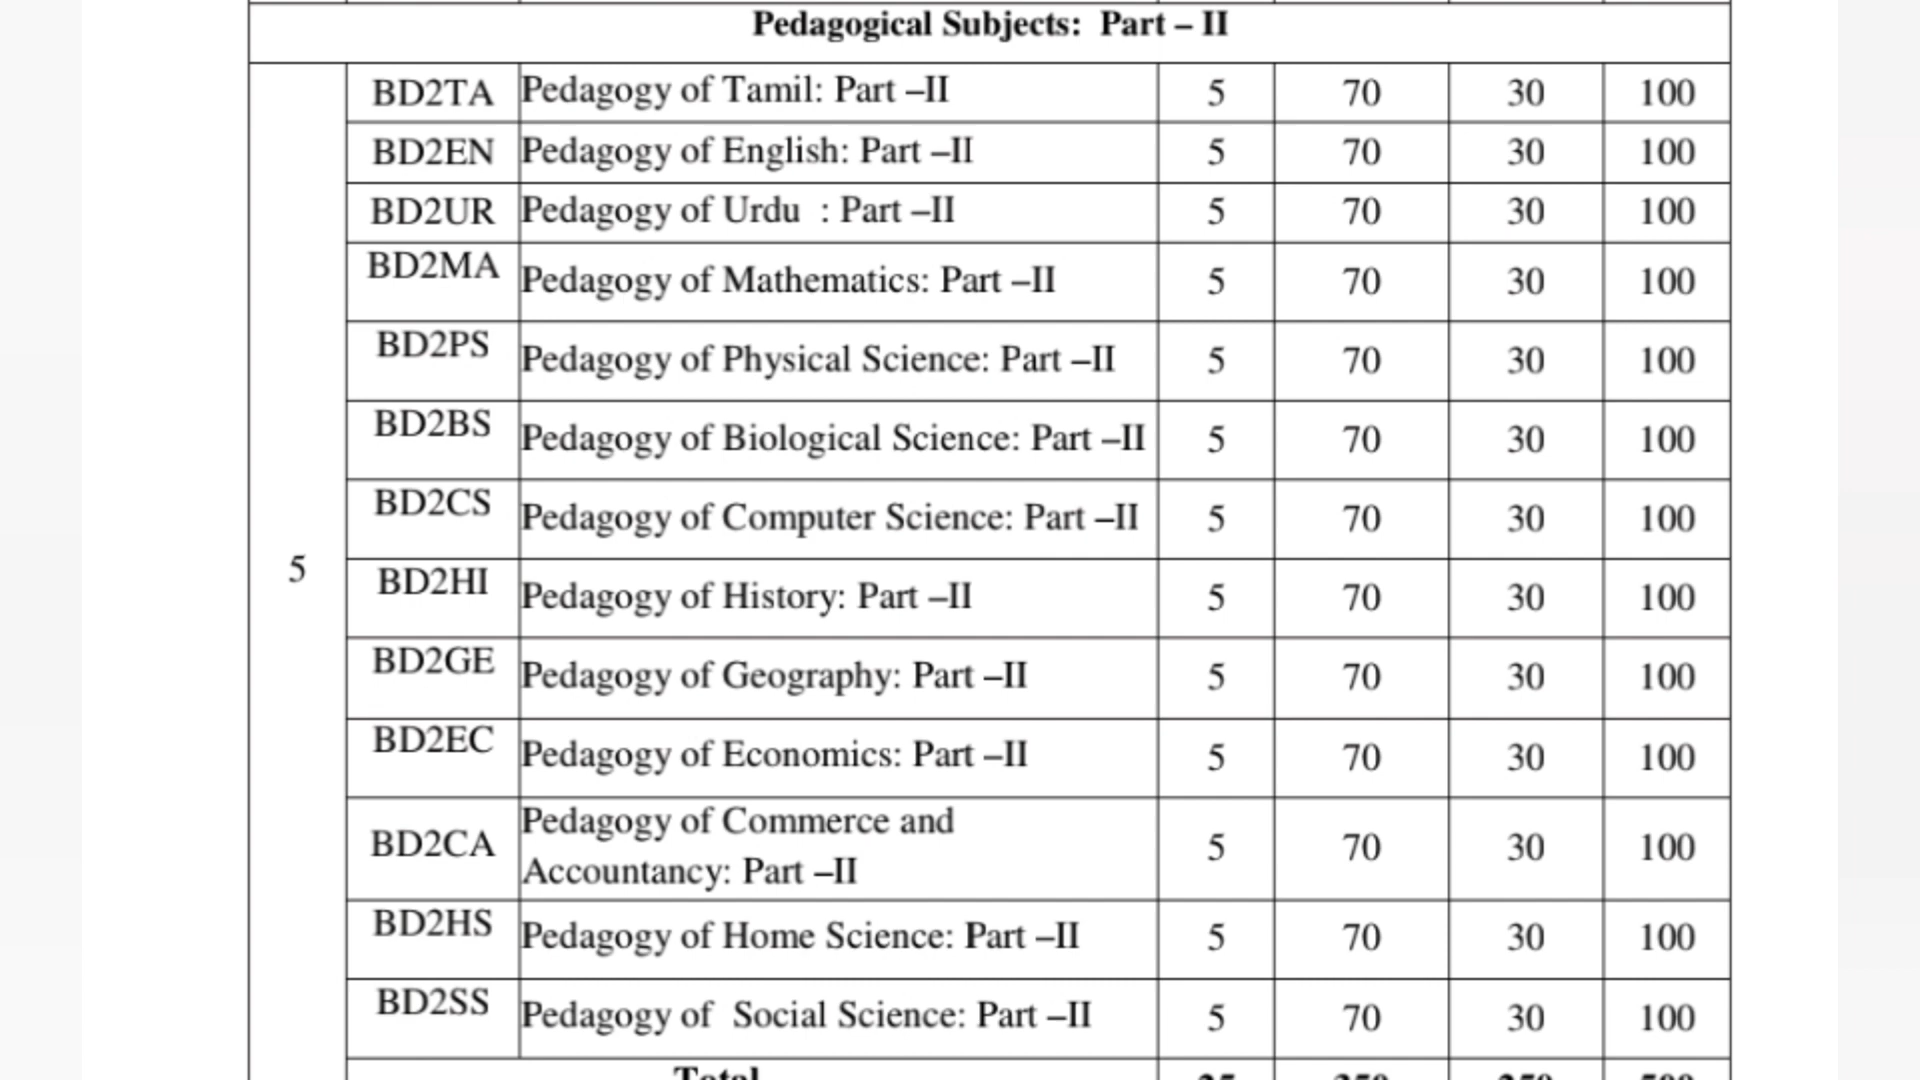 Pedagogical Subjects: Part – II
5
BD2TA Pedagogy of Tamil: Part –II 5 70 30 100
BD2EN Pedagogy of English: Part –II 5 70 30 100
BD2UR Pedagogy of Urdu : Part –II 5 70 30 100
BD2MA Pedagogy of Mathematics: Part –II 5 70 30 100
BD2PS Pedagogy of Physical Science: Part –II 5 70 30 100
BD2BS Pedagogy of Biological Science: Part –II 5 70 30 100
BD2CS Pedagogy of Computer Science: Part –II 5 70 30 100
BD2HI Pedagogy of History: Part –II 5 70 30 100
BD2GE Pedagogy of Geography: Part –II 5 70 30 100
BD2EC Pedagogy of Economics: Part –II 5 70 30 100
BD2CA Pedagogy of Commerce and
Accountancy: Part –II 5 70 30 100
BD2HS Pedagogy of Home Science: Part –II 5 70 30 100
BD2SS Pedagogy of Social Science: Part –II 5 70 30 100
Total